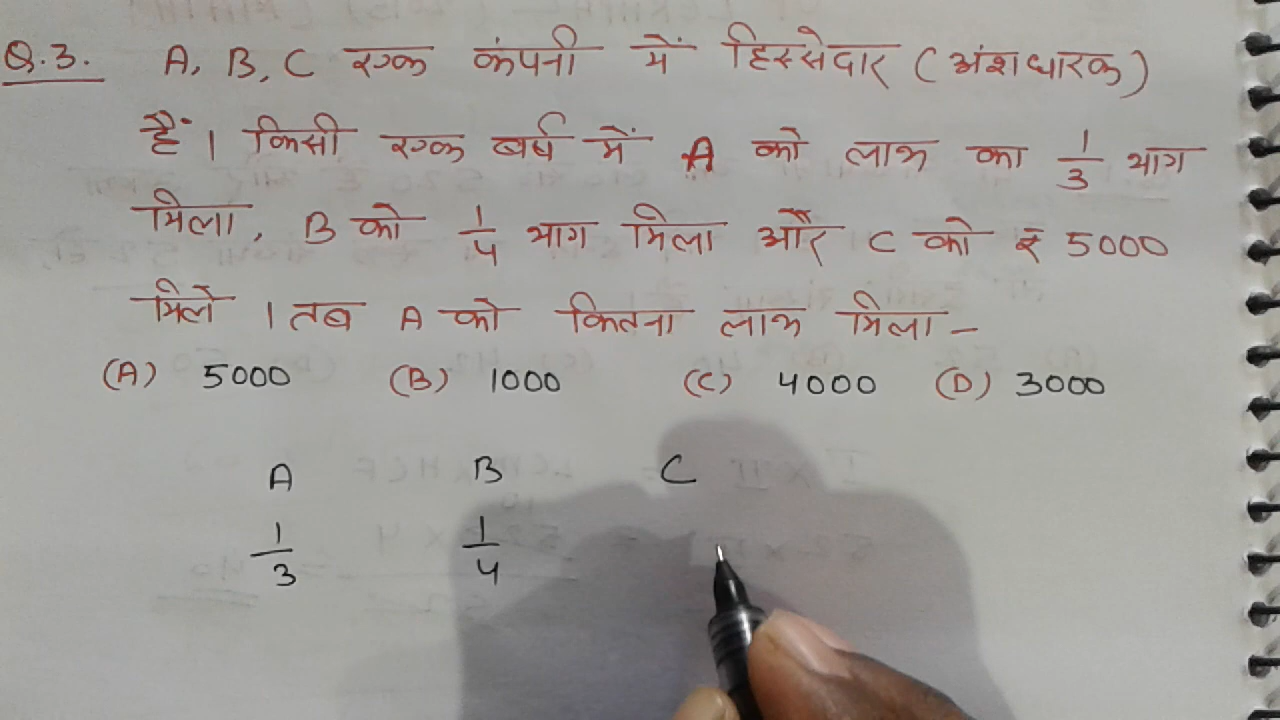 Q.3. A, B, C एक कंपनी में हिस्सेदार (अंशधारक)
हैं। किसी एक बर्ष में A को लाभ का 1/3 भाग
मिला, B को 1/4 भाग मिला और C को ₹ 5000
मिले । तब A को कितना लाभ मिला -
(A) 5000 (B) 1000 (C) 4000 (D) 3000
A B C
1/3 1/4